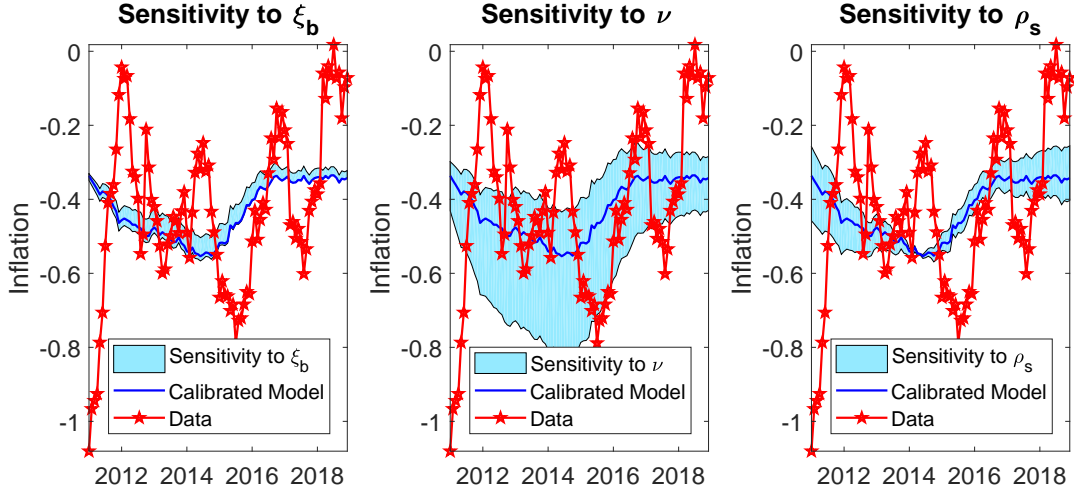 Sensitivity to ξb
0
-0.2
-0.4
-0.6
-0.8
-1
Inflation
Sensitivity to ξb
Calibrated Model
Data
2012 2014 2016 2018
Sensitivity to ν
0
-0.2
-0.4
-0.6
-0.8
-1
Inflation
Sensitivity to ν
Calibrated Model
Data
2012 2014 2016 2018
Sensitivity to ρs
0
-0.2
-0.4
-0.6
-0.8
-1
Inflation
Sensitivity to ρs
Calibrated Model
Data
2012 2014 2016 2018